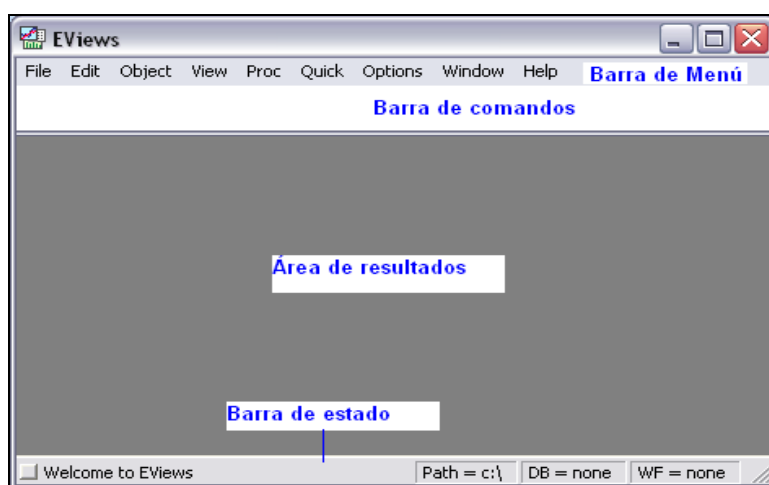 EViews
File Edit Object View Proc Quick Options Window Help Barra de Menú
Barra de comandos
Área de resultados
Barra de estado
Welcome to EViews Path = c:\ DB = none WF = none